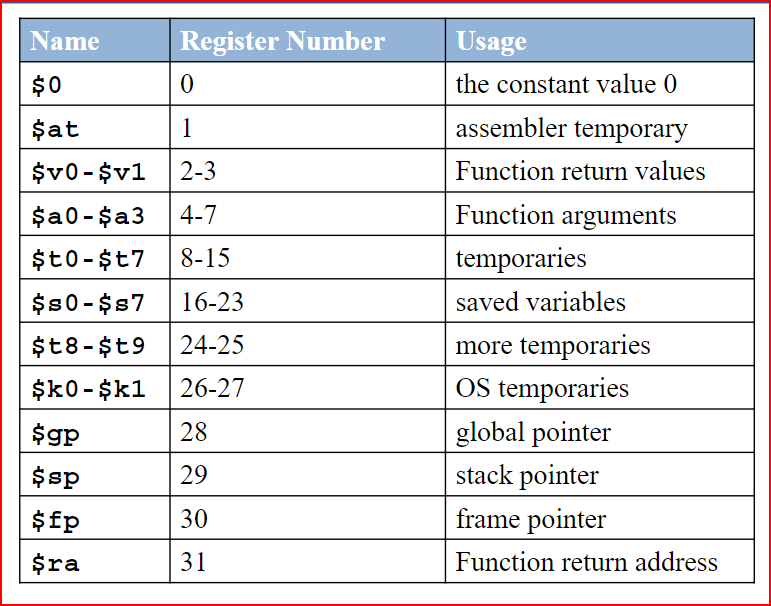 Name Register Number Usage
$0 0 the constant value 0
$at 1 assembler temporary
$v0-$v1 2-3 Function return values
$a0-$a3 4-7 Function arguments
$t0-$t7 8-15 temporaries
$s0-$s7 16-23 saved variables
$t8-$t9 24-25 more temporaries
$k0-$k1 26-27 OS temporaries
$gp 28 global pointer
$sp 29 stack pointer
$fp 30 frame pointer
$ra 31 Function return address